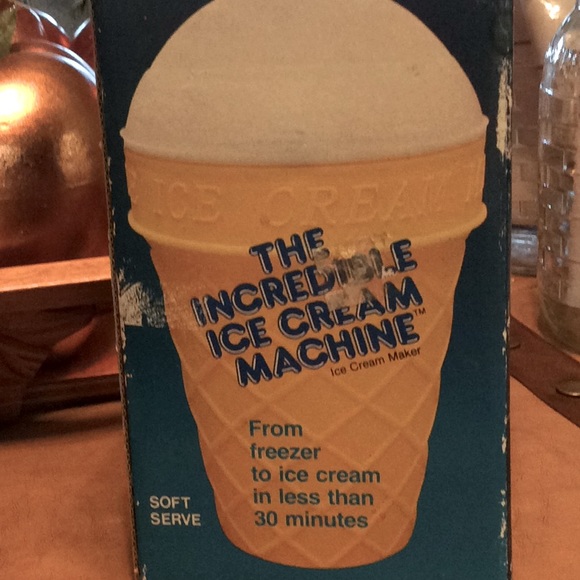 ICE CREAM
THE
INCREDIBLE
ICE CREAM
MACHINE™
Ice Cream Maker
From
freezer
to ice cream
in less than
30 minutes
SOFT
SERVE